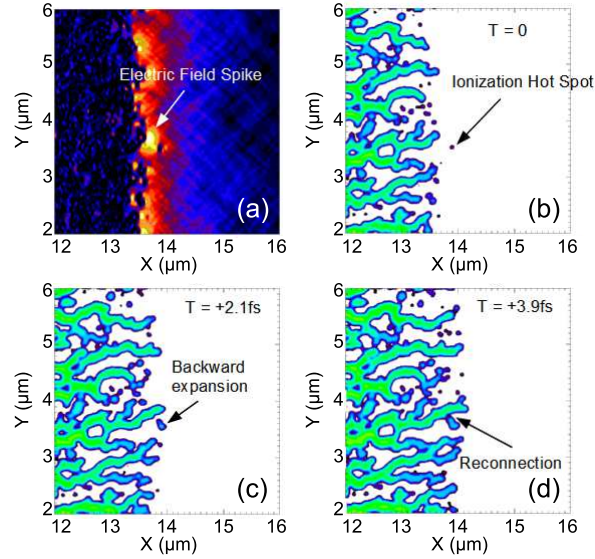 6
5
4
3
2
Y (μm)
Electric Field Spike
(a)
12 13 14 15 16
X (μm)
6
5
4
3
2
Y (μm)
T = 0
Ionization Hot Spot
(b)
12 13 14 15 16
X (μm)
6
5
4
3
2
Y (μm)
T = +2.1fs
Backward
expansion
(c)
12 13 14 15 16
X (μm)
6
5
4
3
2
Y (μm)
T = +3.9fs
Reconnection
(d)
12 13 14 15 16
X (μm)